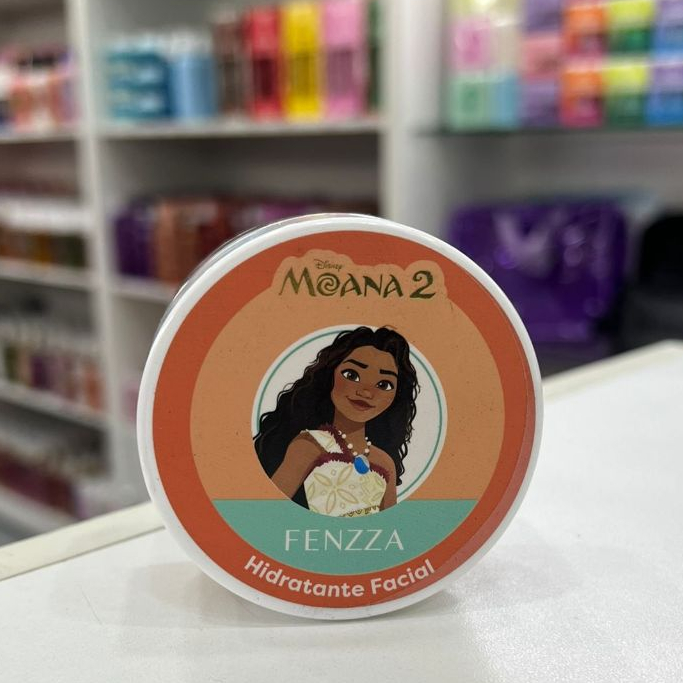 Disney
MOANA 2
FENZZA
Hidratante Facial